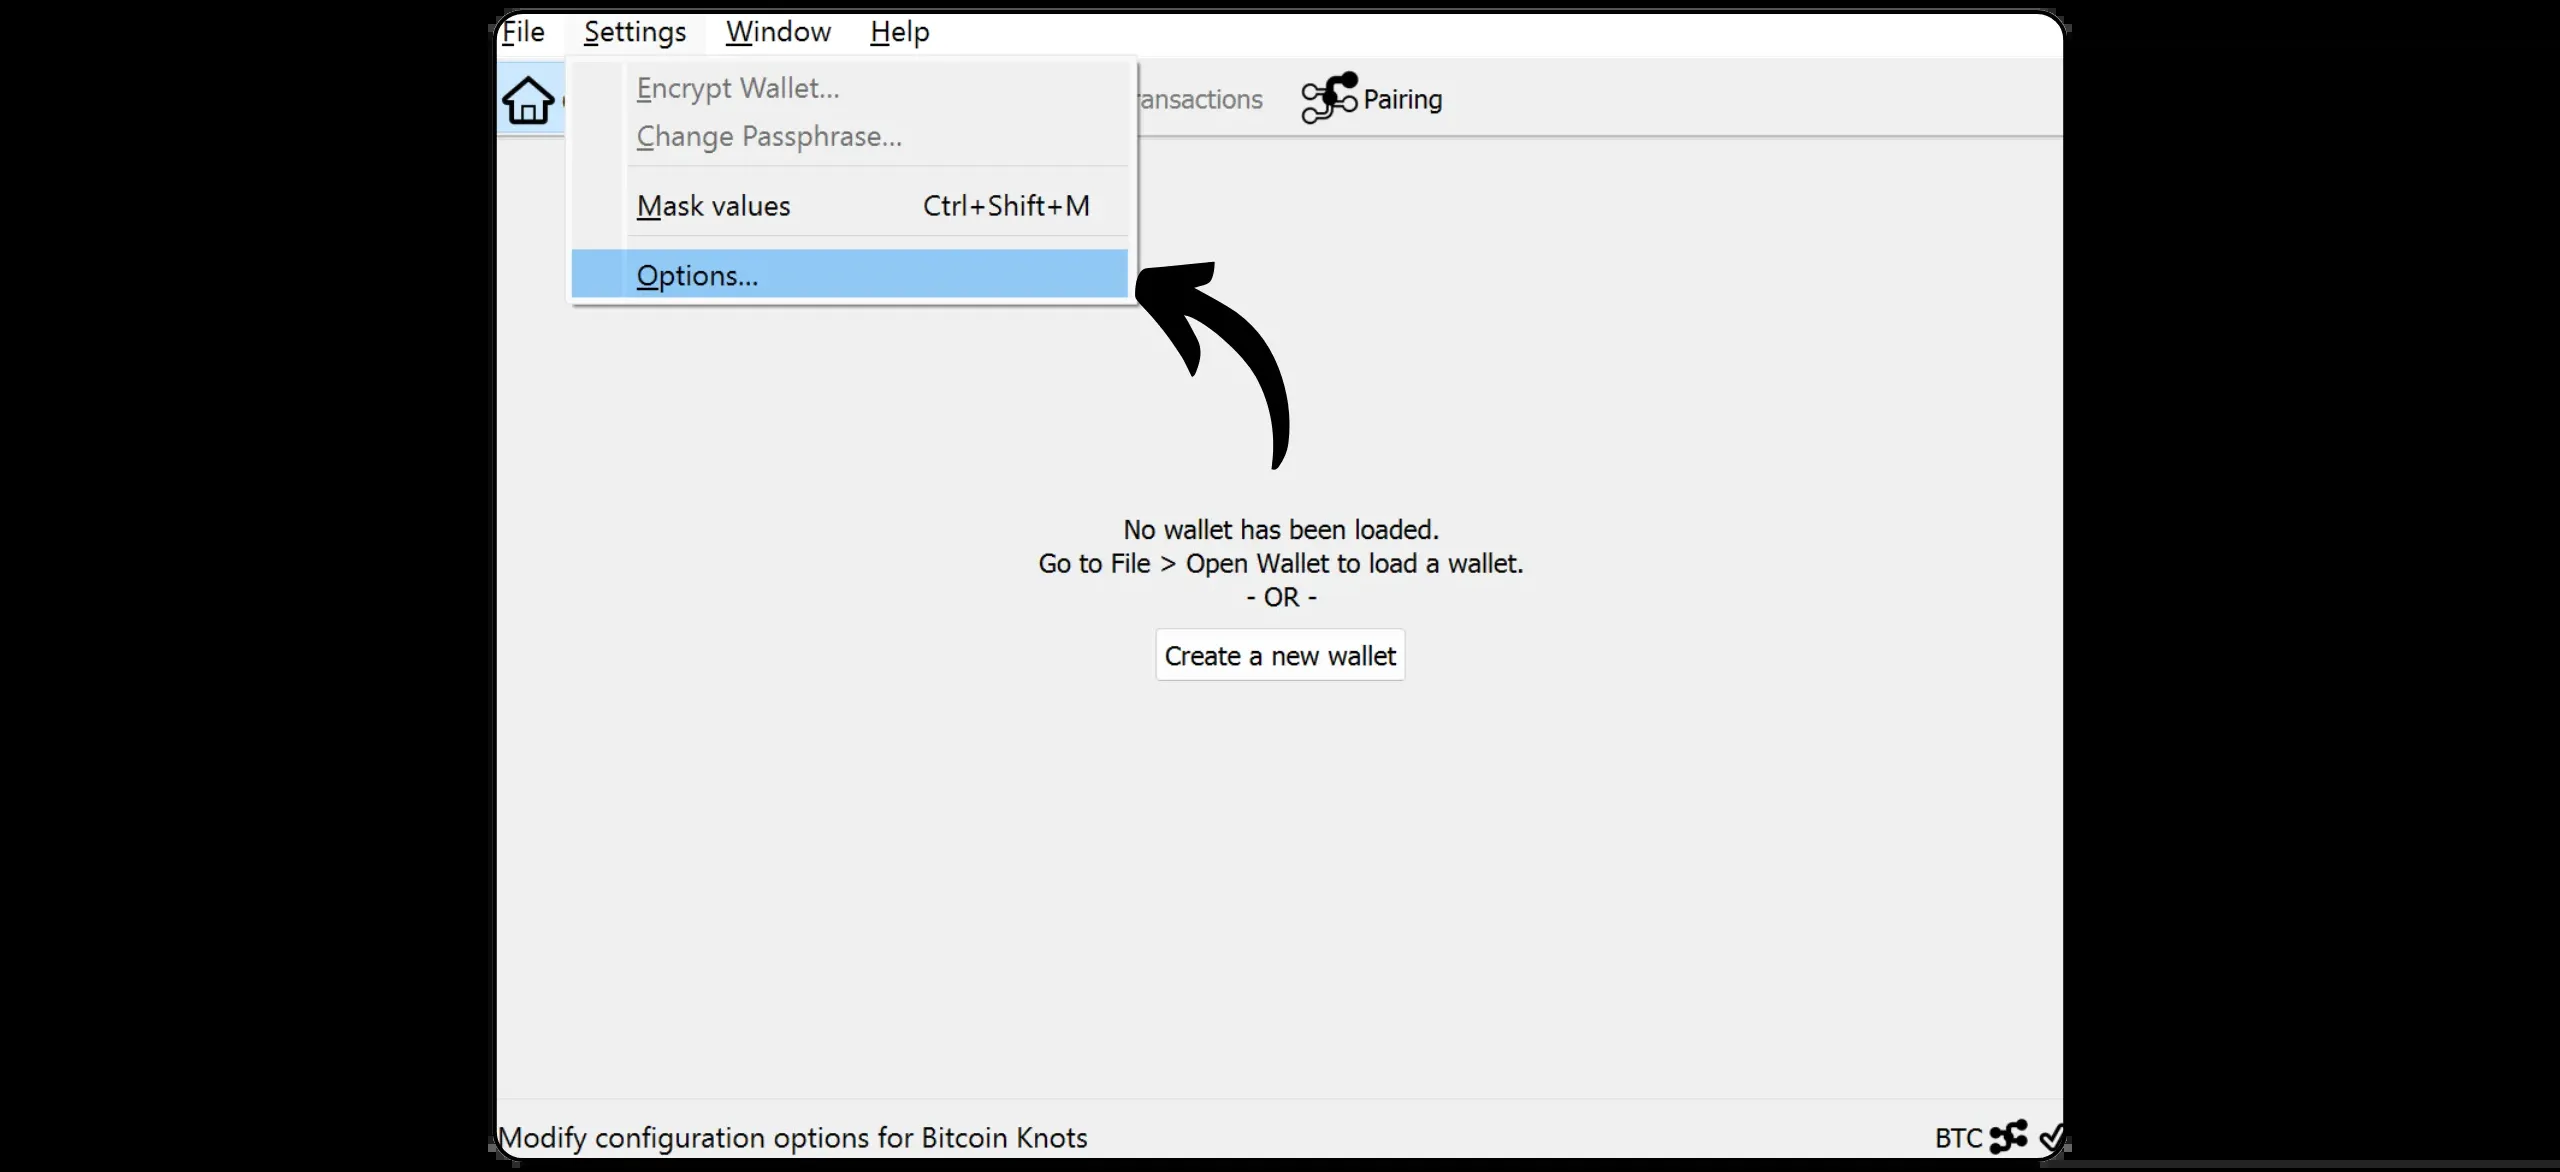 File Settings Window Help
Encrypt Wallet...
Change Passphrase...
Mask values Ctrl+Shift+M
Options...
ansactions Pairing
No wallet has been loaded.
Go to File > Open Wallet to load a wallet.
- OR -
Create a new wallet
Modify configuration options for Bitcoin Knots BTC